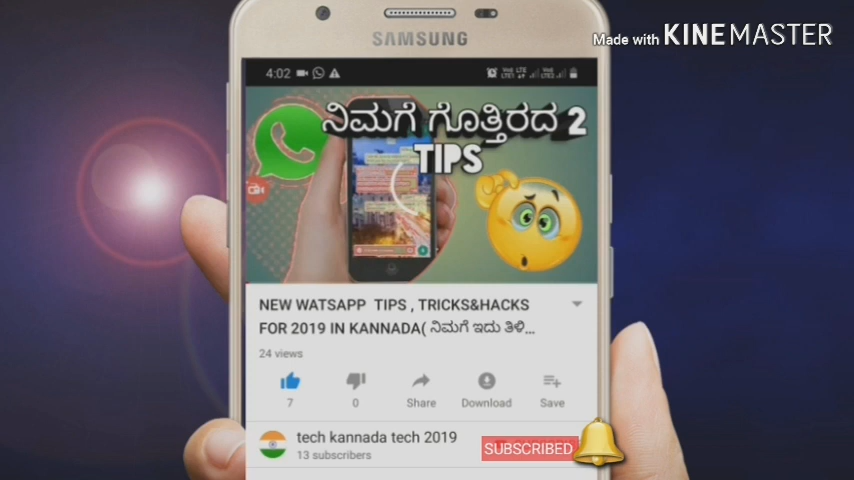 Made with KINEMASTER
SAMSUNG
4:02
ನಿಮಗೆ ಗೊತ್ತಿರದ 2
TIPS
NEW WATSAPP TIPS , TRICKS&HACKS
FOR 2019 IN KANNADA( ನಿಮಗೆ ಇದು ತಿಳಿ...
24 views
7
0
Share
Download
Save
tech kannada tech 2019
13 subscribers
SUBSCRIBED